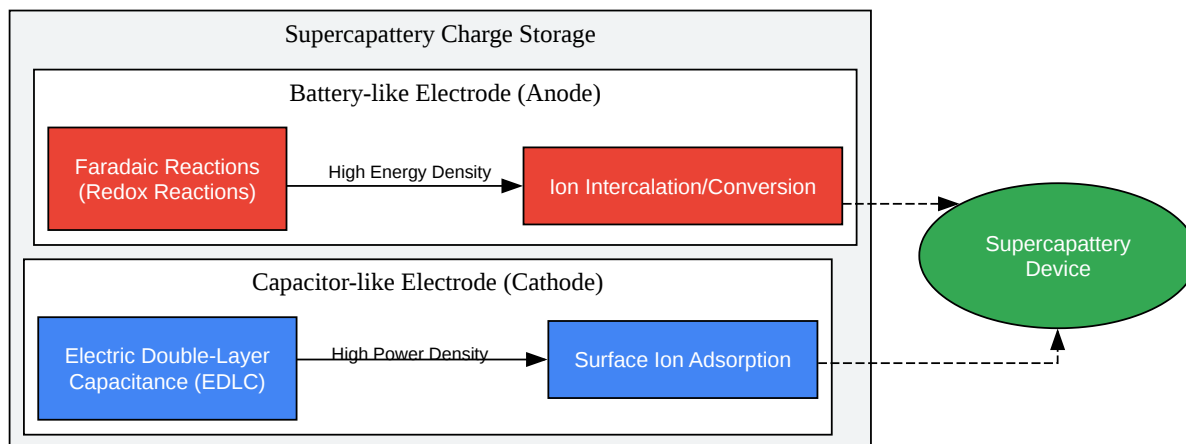 Supercapattery Charge Storage
Battery-like Electrode (Anode)
Faradaic Reactions
(Redox Reactions)
High Energy Density
Ion Intercalation/Conversion
Supercapattery
Device
Capacitor-like Electrode (Cathode)
Electric Double-Layer
Capacitance (EDLC)
High Power Density
Surface Ion Adsorption